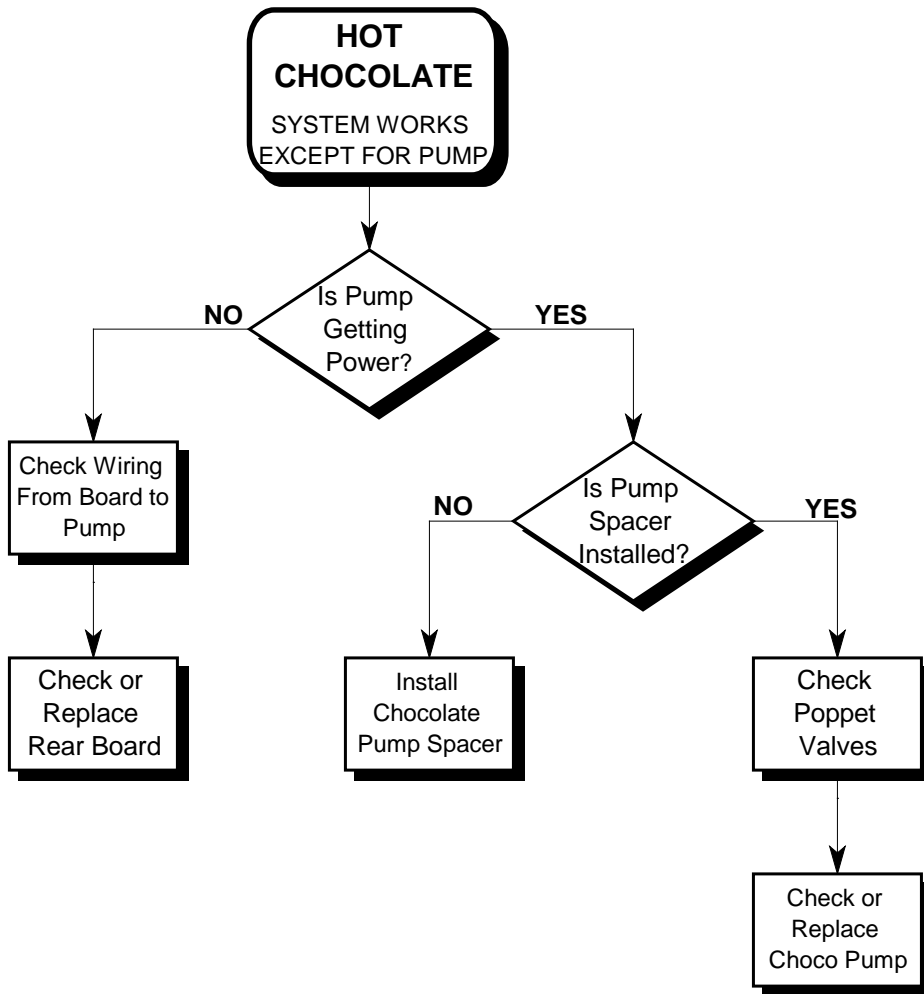 HOT
CHOCOLATE
SYSTEM WORKS
EXCEPT FOR PUMP
Is Pump
Getting
Power?
NO
YES
Check Wiring
From Board to
Pump
Is Pump
Spacer
Installed?
NO
YES
Check or
Replace
Rear Board
Install
Chocolate
Pump Spacer
Check
Poppet
Valves
Check or
Replace
Choco Pump